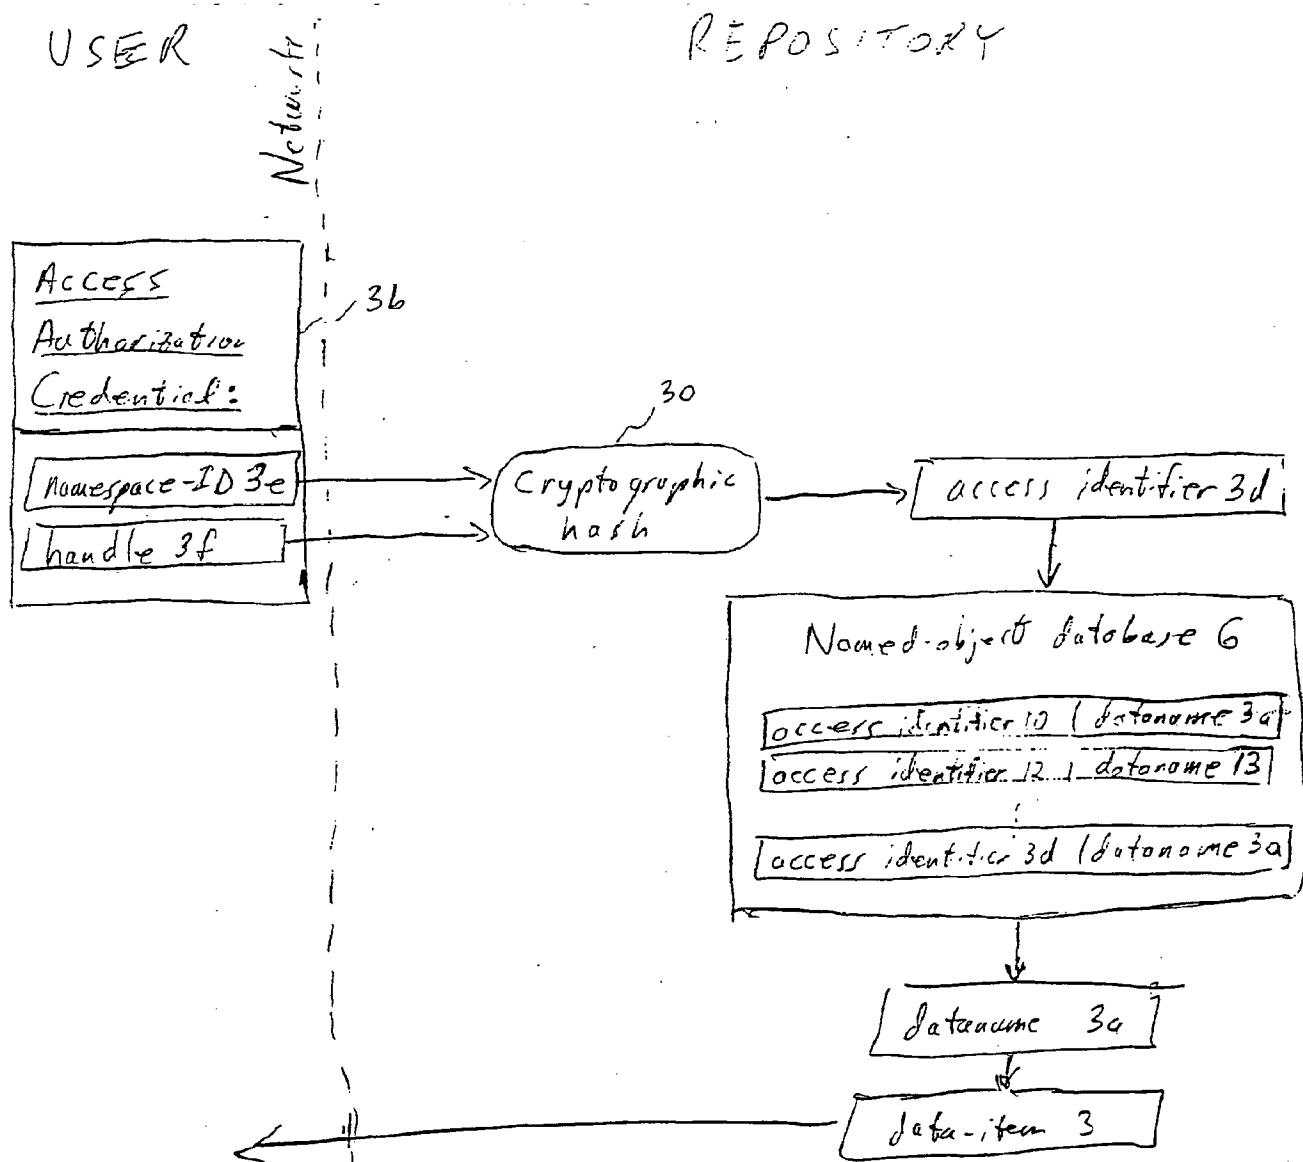 USER
REPOSITORY
Network
Access
Authorization
Credential:
3b
30
namespace-ID 3e
handle 3f
Cryptographic
hash
access identifier 3d
Named-object database 6
access identifier 10 | dataname 3a
access identifier 12 | dataname 13
access identifier 3d | dataname 3a
dataname 3a
data-item 3